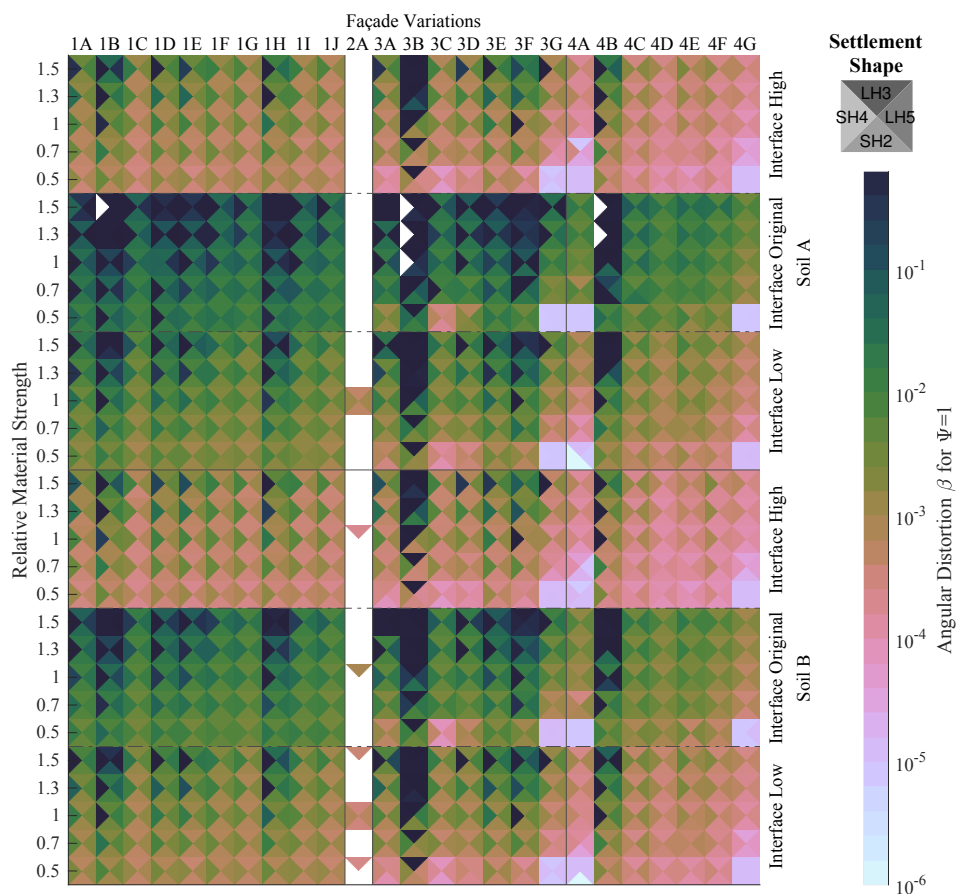 Façade Variations
1A 1B 1C 1D 1E 1F 1G 1H 1I 1J 2A 3A 3B 3C 3D 3E 3F 3G 4A 4B 4C 4D 4E 4F 4G
Settlement
Shape
LH3
SH4 LH5
SH2
Relative Material Strength
1.5
1.3
1
0.7
0.5
1.5
1.3
1
0.7
0.5
1.5
1.3
1
0.7
0.5
1.5
1.3
1
0.7
0.5
1.5
1.3
1
0.7
0.5
1.5
1.3
1
0.7
0.5
Interface High
Interface Original
Interface Low
Soil A
Interface High
Interface Original
Interface Low
Soil B
10^-1
10^-2
10^-3
10^-4
10^-5
10^-6
Angular Distortion β for Ψ=1